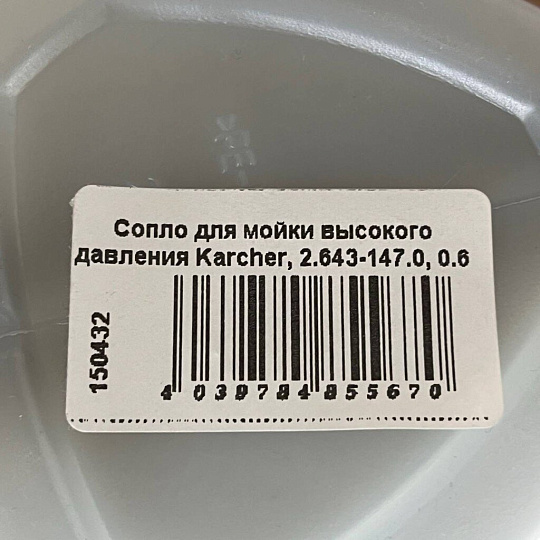 Сопло для мойки высокого
давления Karcher, 2.643-147.0, 0.6
150432
4 039784 855670